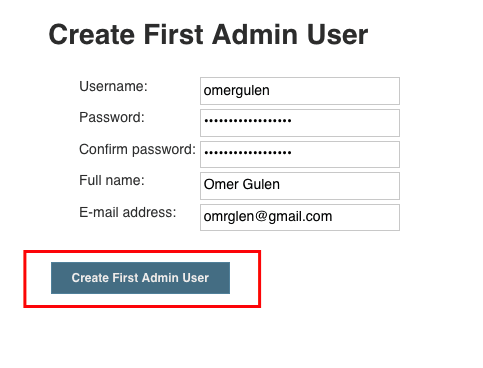 Create First Admin User
Username: omergulen
Password: ••••••••••••••••••
Confirm password: ••••••••••••••••••
Full name: Omer Gulen
E-mail address: omrglen@gmail.com
Create First Admin User